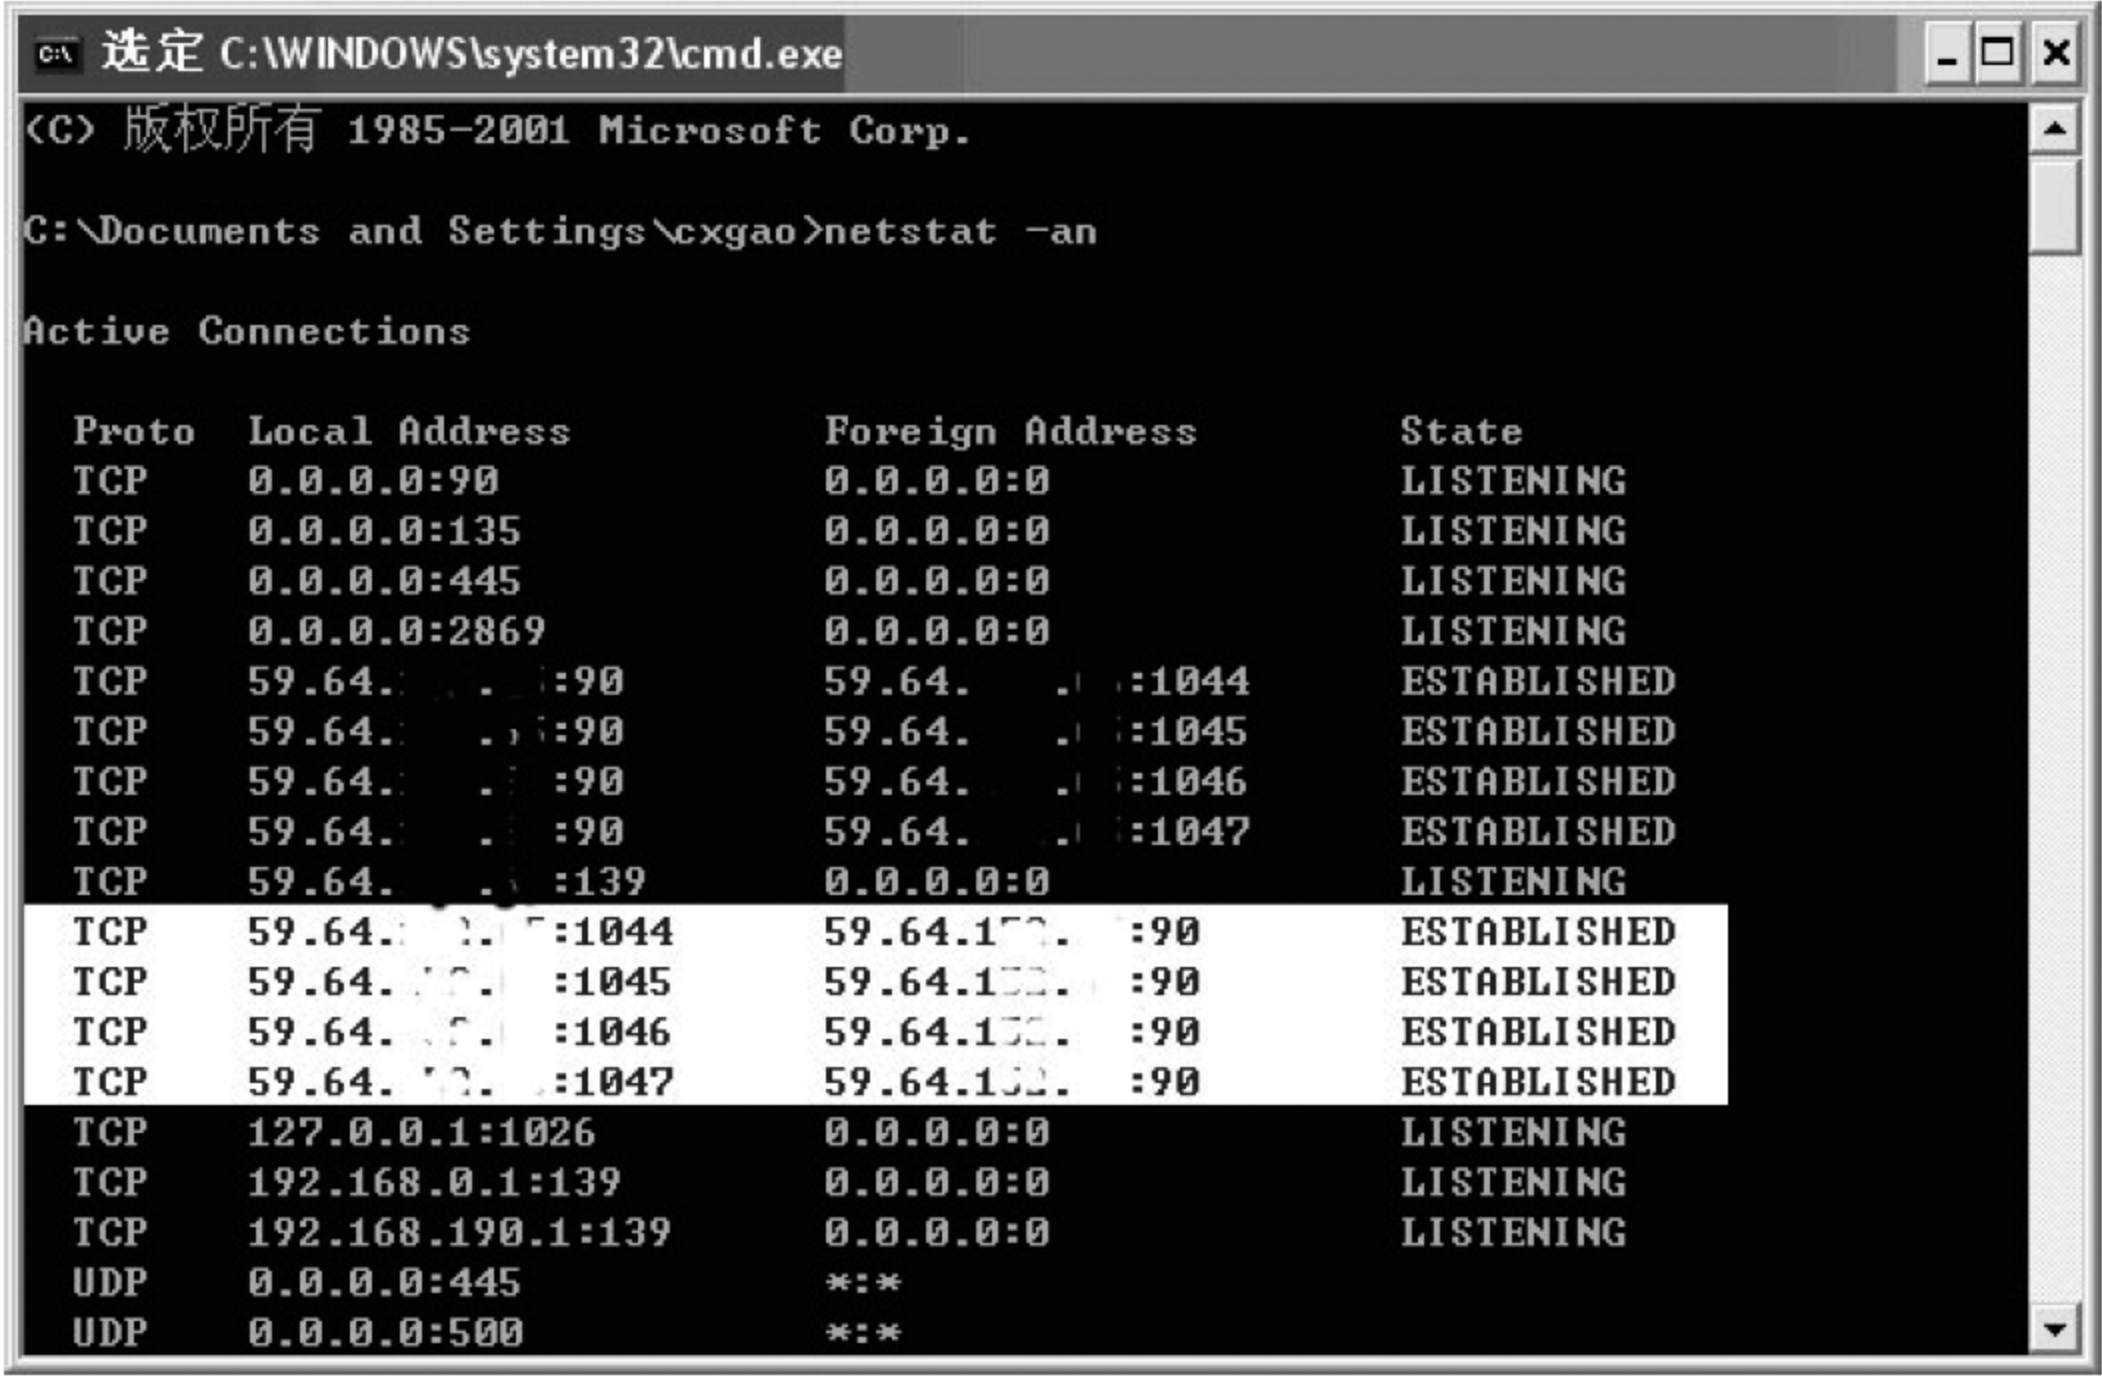 选定 C:\WINDOWS\system32\cmd.exe
(C) 版权所有 1985-2001 Microsoft Corp.
C:\Documents and Settings\cxgao>netstat -an
Active Connections
Proto Local Address Foreign Address State
TCP 0.0.0.0:90 0.0.0.0:0 LISTENING
TCP 0.0.0.0:135 0.0.0.0:0 LISTENING
TCP 0.0.0.0:445 0.0.0.0:0 LISTENING
TCP 0.0.0.0:2869 0.0.0.0:0 LISTENING
TCP 59.64. . :90 59.64. . :1044 ESTABLISHED
TCP 59.64. . :90 59.64. . :1045 ESTABLISHED
TCP 59.64. . :90 59.64. . :1046 ESTABLISHED
TCP 59.64. . :90 59.64. . :1047 ESTABLISHED
TCP 59.64. . :139 0.0.0.0:0 LISTENING
TCP 59.64. . :1044 59.64.1 . :90 ESTABLISHED
TCP 59.64. . :1045 59.64.1 . :90 ESTABLISHED
TCP 59.64. . :1046 59.64.1 . :90 ESTABLISHED
TCP 59.64. . :1047 59.64.1 . :90 ESTABLISHED
TCP 127.0.0.1:1026 0.0.0.0:0 LISTENING
TCP 192.168.0.1:139 0.0.0.0:0 LISTENING
TCP 192.168.190.1:139 0.0.0.0:0 LISTENING
UDP 0.0.0.0:445 *:*
UDP 0.0.0.0:500 *:*